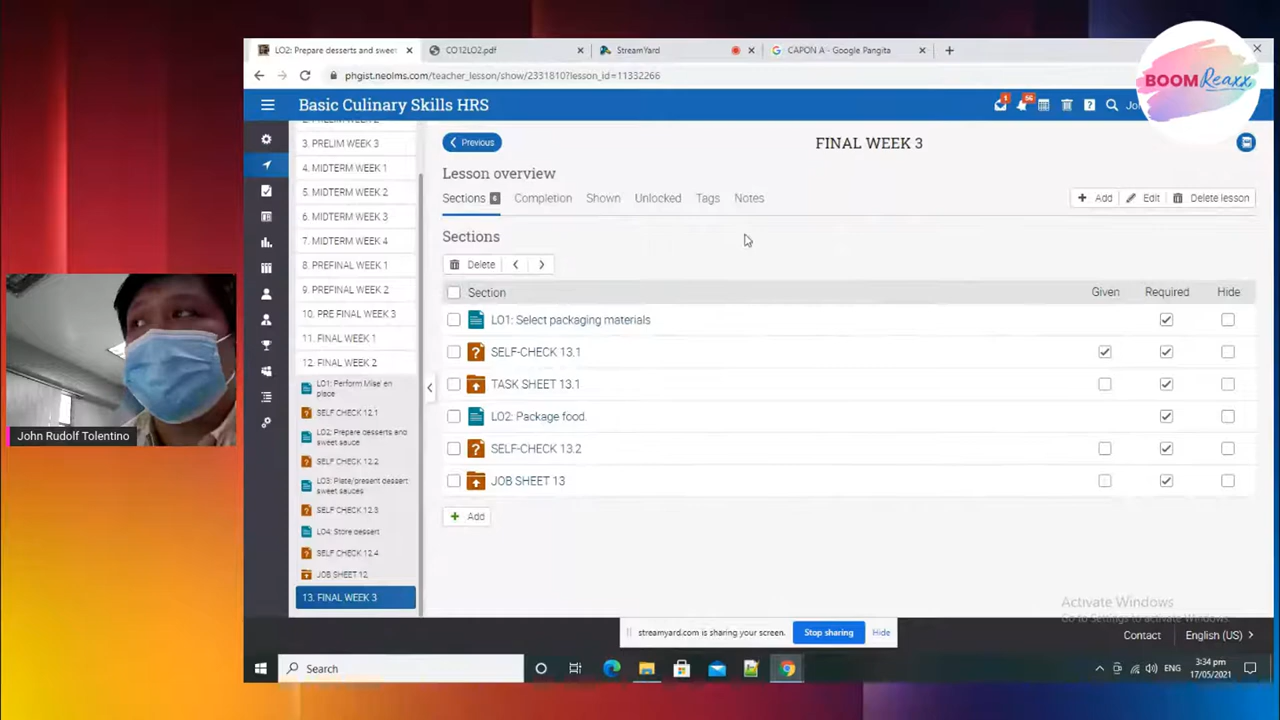 LO2: Prepare desserts and sweet
CO12LO2.pdf
StreamYard
CAPON A - Google Pangita
BOOM Reaxx
phgist.neolms.com/teacher_lesson/show/2331810?lesson_id=11332266
Basic Culinary Skills HRS
1
56
3. PRELIM WEEK 3
4. MIDTERM WEEK 1
5. MIDTERM WEEK 2
6. MIDTERM WEEK 3
7. MIDTERM WEEK 4
8. PREFINAL WEEK 1
9. PREFINAL WEEK 2
10. PRE FINAL WEEK 3
11. FINAL WEEK 1
12. FINAL WEEK 2
LO1: Perform Mise en
place
SELF CHECK 12.1
LO2: Prepare desserts and
sweet sauce
SELF CHECK 12.2
LO3: Plate/present dessert
sweet sauces
SELF CHECK 12.3
LO4: Store dessert
SELF CHECK 12.4
JOB SHEET 12
13. FINAL WEEK 3
Previous
FINAL WEEK 3
Lesson overview
Sections 6 Completion Shown Unlocked Tags Notes
Add Edit Delete lesson
Sections
Delete
Section Given Required Hide
LO1: Select packaging materials
SELF-CHECK 13.1
TASK SHEET 13.1
LO2: Package food.
SELF-CHECK 13.2
JOB SHEET 13
Add
John Rudolf Tolentino
Activate Windows
Go to Settings to activate Windows.
streamyard.com is sharing your screen.
Stop sharing
Hide
Contact
English (US)
Search
ENG
3:34 pm
17/05/2021